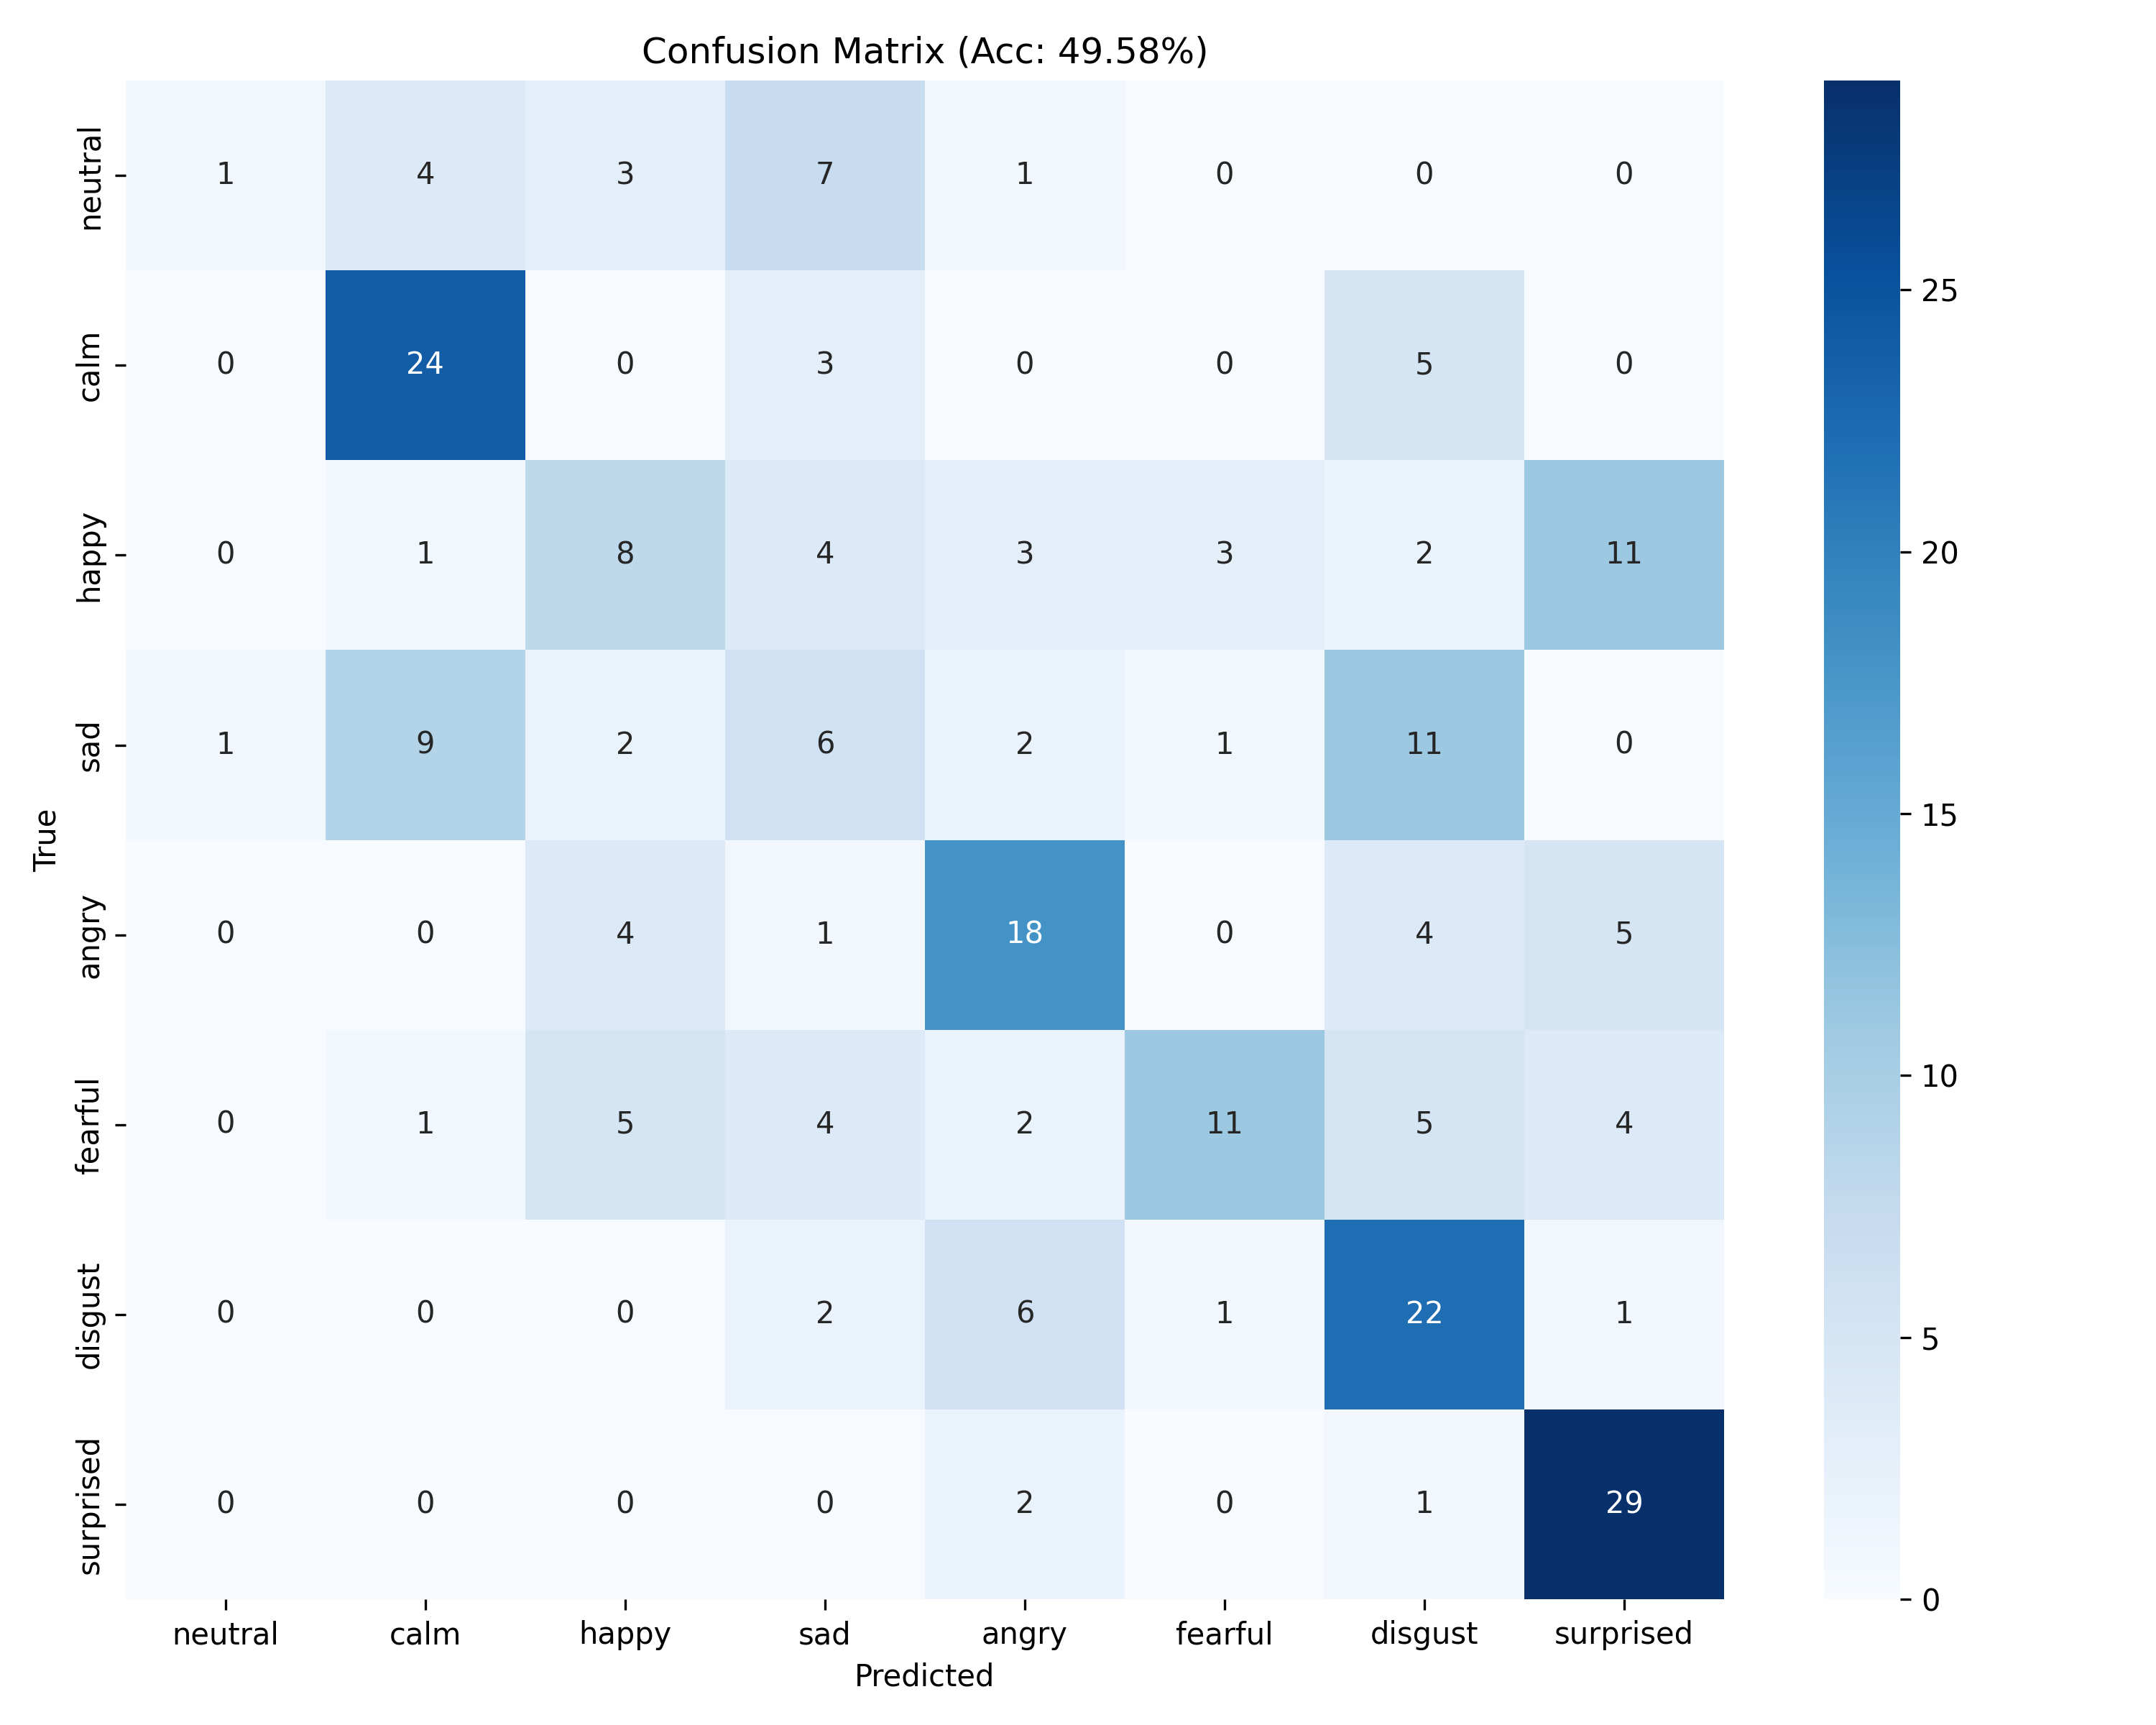 Confusion Matrix (Acc: 49.58%)
neutral 1 4 3 7 1 0 0 0
calm 0 24 0 3 0 0 5 0
happy 0 1 8 4 3 3 2 11
sad 1 9 2 6 2 1 11 0
angry 0 0 4 1 18 0 4 5
fearful 0 1 5 4 2 11 5 4
disgust 0 0 0 2 6 1 22 1
surprised 0 0 0 0 2 0 1 29
neutral calm happy sad angry fearful disgust surprised
Predicted
True
25
20
15
10
5
0